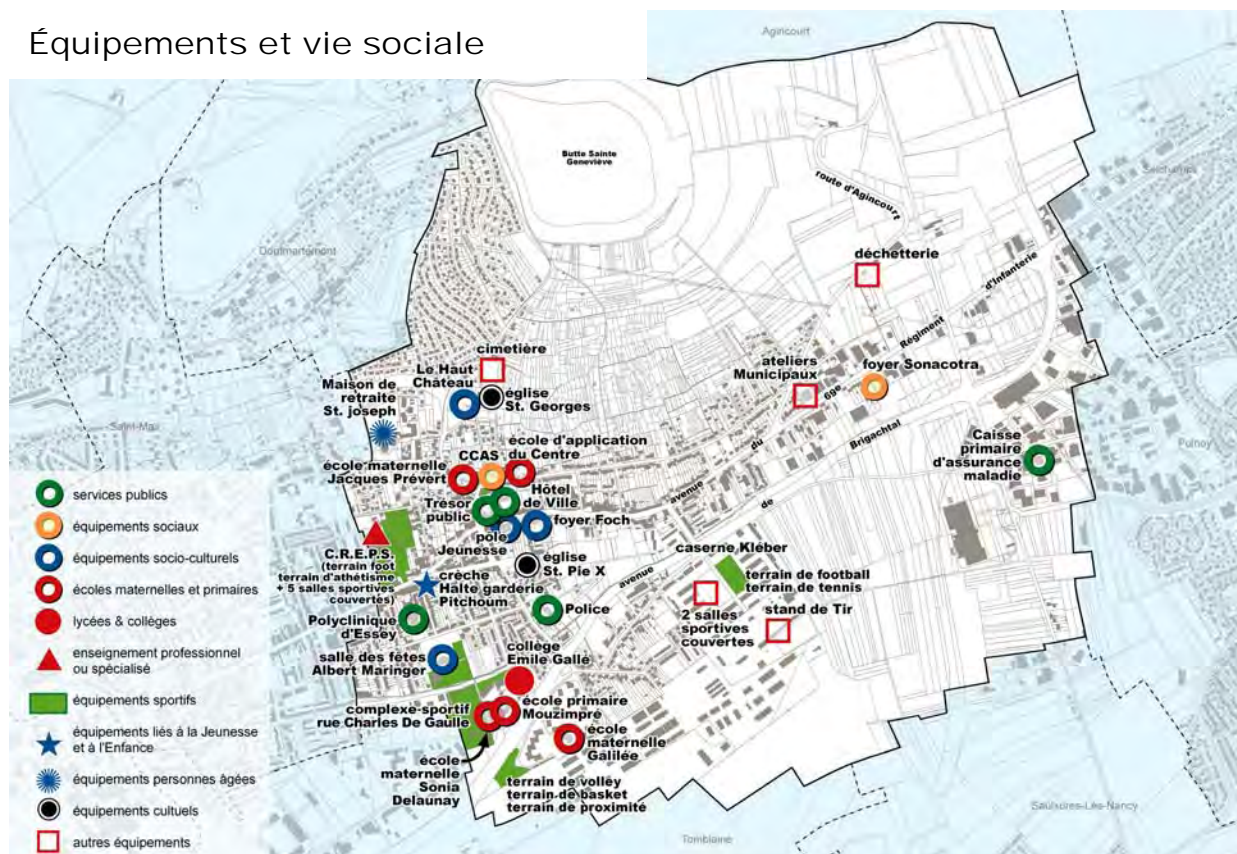 Équipements et vie sociale
Agincourt
Butte Sainte
Geneviève
route d'Agincourt
Seichamps
Doulmartemont
déchetterie
d'Infanterie
Régiment
69e
du
avenue
cimetière
Le Haut
Château
église
St. Georges
Maison de
retraite
St. joseph
ateliers
Municipaux
foyer Sonacotra
Brigachtal
de
avenue
Saint-Max
Pulnoy
Caisse
primaire
d'assurance
maladie
école d'application
du Centre
CCAS
école maternelle
Jacques Prévert
Hôtel
de Ville
Trésor
public
pole
Jeunesse
foyer Foch
C.R.E.P.S.
(terrain foot
terrain d'athétisme
+ 5 salles sportives
couvertes)
église
St. Pie X
crèche
Halte garderie
Pitchoum
caserne Kléber
terrain de football
terrain de tennis
Polyclinique
d'Essey
Police
2 salles
sportives
couvertes
stand de Tir
salle des fêtes
Albert Maringer
collège
Emile Gallé
complexe-sportif
rue Charles De Gaulle
école primaire
Mouzimpré
école
maternelle
Galilée
école
maternelle
Sonia
Delaunay
terrain de volley
terrain de basket
terrain de proximité
Saulxures-Lès-Nancy
Tomblaine
services publics
équipements sociaux
équipements socio-culturels
écoles maternelles et primaires
lycées & collèges
enseignement professionnel
ou spécialisé
équipements sportifs
équipements liés à la Jeunesse
et à l'Enfance
équipements personnes âgées
équipements cultuels
autres équipements